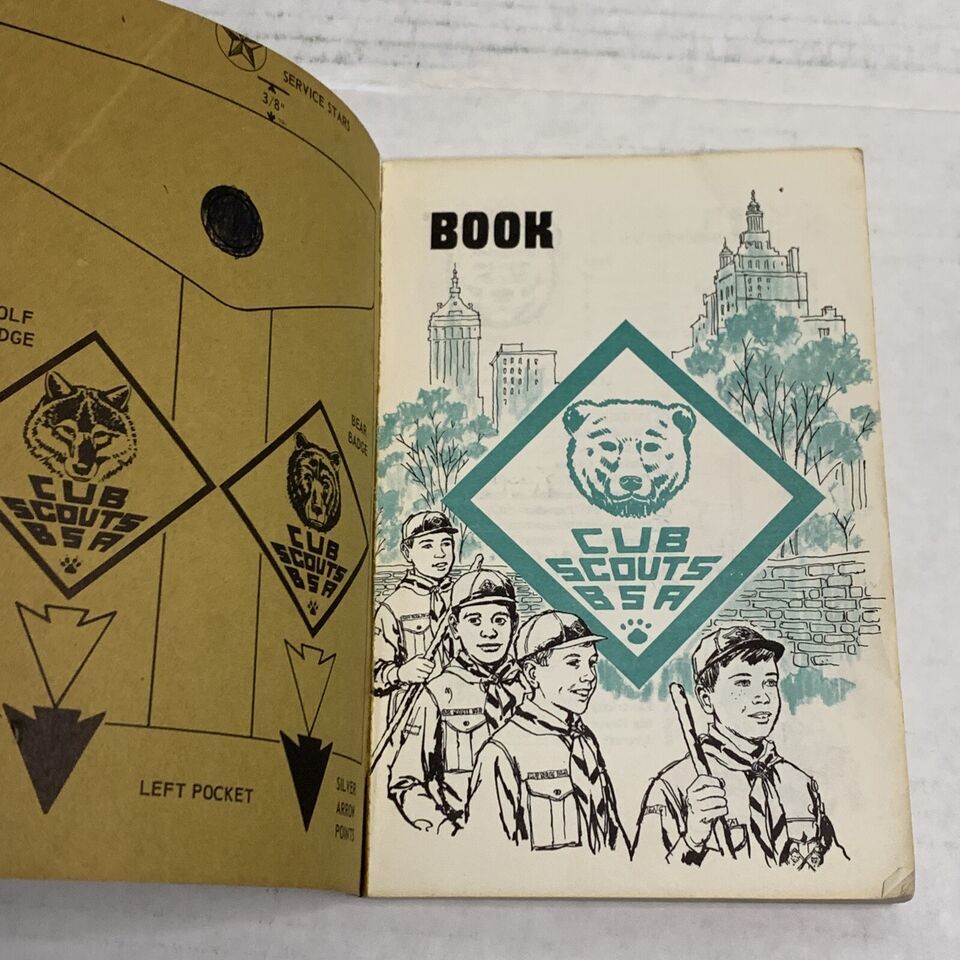 SERVICE STARS
3/8"
OLF
DGE
CUB
SCOUTS
BSA
BEAR
BADGE
CUB
SCOUTS
BSA
LEFT POCKET
SILVER
ARROW
POINTS
BOOK
CUB
SCOUTS
BSA